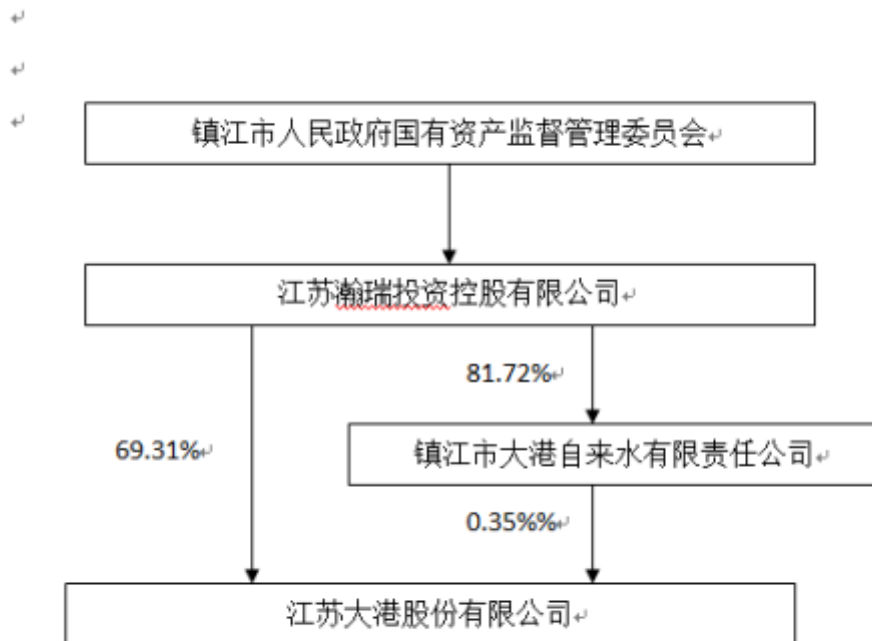 镇江市人民政府国有资产监督管理委员会
江苏瀚瑞投资控股有限公司
81.72%
69.31%
镇江市大港自来水有限责任公司
0.35%%
江苏大港股份有限公司